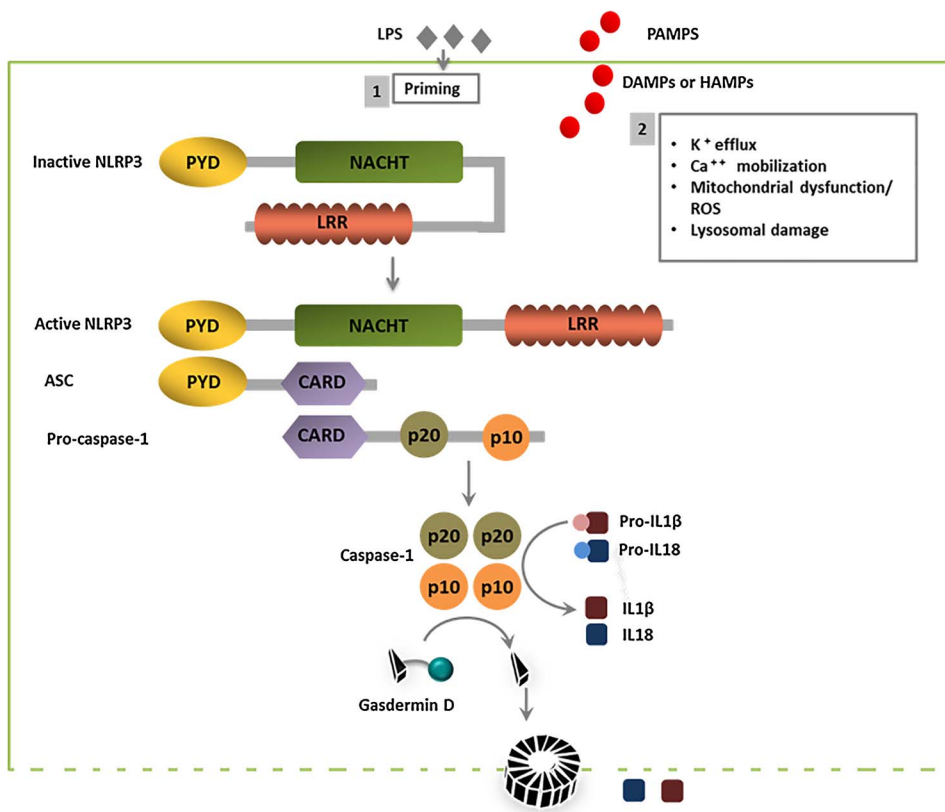 LPS
PAMPS
1
Priming
DAMPs or HAMPs
2
• K+ efflux
• Ca++ mobilization
• Mitochondrial dysfunction/
ROS
• Lysosomal damage
Inactive NLRP3
PYD
NACHT
LRR
Active NLRP3
PYD
NACHT
LRR
ASC
PYD
CARD
Pro-caspase-1
CARD
p20
p10
Caspase-1
p20
p20
p10
p10
Pro-IL1β
Pro-IL18
IL1β
IL18
Gasdermin D